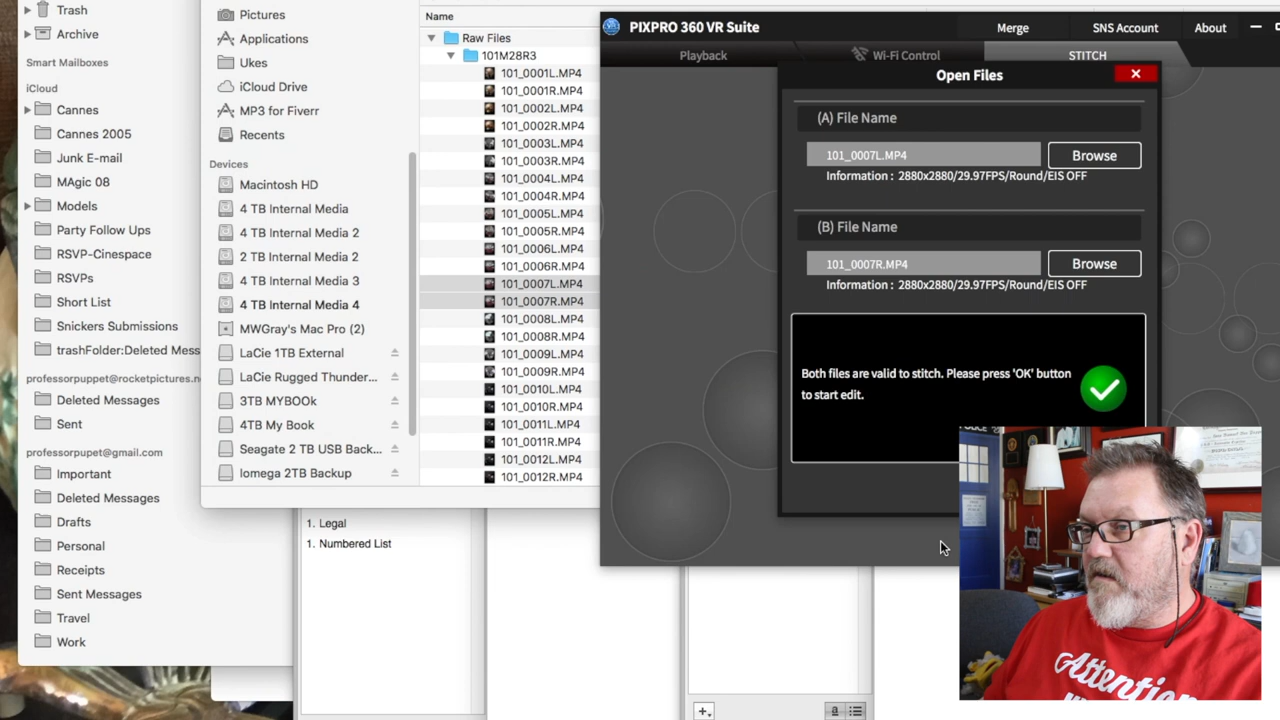 Trash
Archive
Smart Mailboxes
iCloud
Cannes
Cannes 2005
Junk E-mail
MAgic 08
Models
Party Follow Ups
RSVP-Cinespace
RSVPs
Short List
Snickers Submissions
trashFolder:Deleted Mess
professorpuppet@rocketpictures.n
Deleted Messages
Sent
professorpuppet@gmail.com
Important
Deleted Messages
Drafts
Personal
Receipts
Sent Messages
Travel
Work
Pictures
Applications
Ukes
iCloud Drive
MP3 for Fiverr
Recents
Devices
Macintosh HD
4 TB Internal Media
4 TB Internal Media 2
2 TB Internal Media 2
4 TB Internal Media 3
4 TB Internal Media 4
MWGray's Mac Pro (2)
LaCie 1TB External
LaCie Rugged Thunder...
3TB MYBOOk
4TB My Book
Seagate 2 TB USB Back...
Iomega 2TB Backup
Name
Raw Files
101M28R3
101_0001L.MP4
101_0001R.MP4
101_0002L.MP4
101_0002R.MP4
101_0003L.MP4
101_0003R.MP4
101_0004L.MP4
101_0004R.MP4
101_0005L.MP4
101_0005R.MP4
101_0006L.MP4
101_0006R.MP4
101_0007L.MP4
101_0007R.MP4
101_0008L.MP4
101_0008R.MP4
101_0009L.MP4
101_0009R.MP4
101_0010L.MP4
101_0010R.MP4
101_0011L.MP4
101_0011R.MP4
101_0012L.MP4
101_0012R.MP4
1. Legal
1. Numbered List
a
PIXPRO 360 VR Suite
Merge
SNS Account
About
Playback
Wi-Fi Control
STITCH
Open Files
(A) File Name
101_0007L.MP4
Browse
Information : 2880x2880/29.97FPS/Round/EIS OFF
(B) File Name
101_0007R.MP4
Browse
Information : 2880x2880/29.97FPS/Round/EIS OFF
Both files are valid to stitch. Please press 'OK' button
to start edit.
Attention